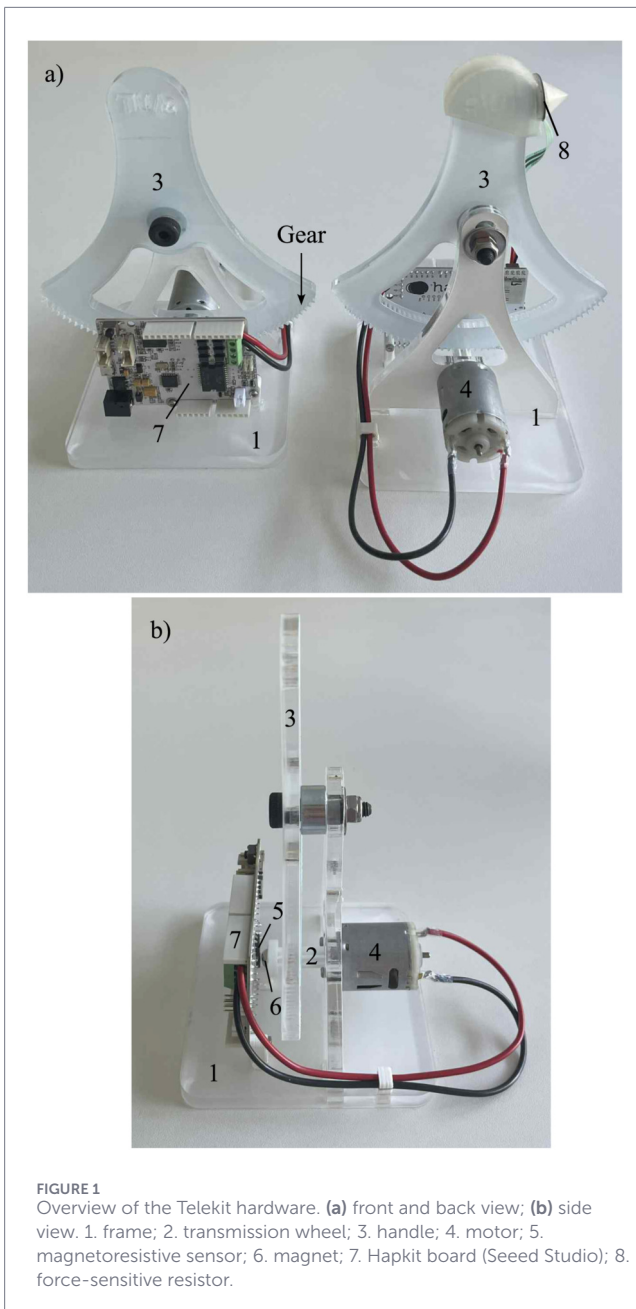 a)
3
8
3
Gear
4
7
1
1
b)
3
5
7
2
4
6
1
FIGURE 1
Overview of the Telekit hardware. (a) front and back view; (b) side
view. 1. frame; 2. transmission wheel; 3. handle; 4. motor; 5.
magnetoresistive sensor; 6. magnet; 7. Hapkit board (Seeed Studio); 8.
force-sensitive resistor.